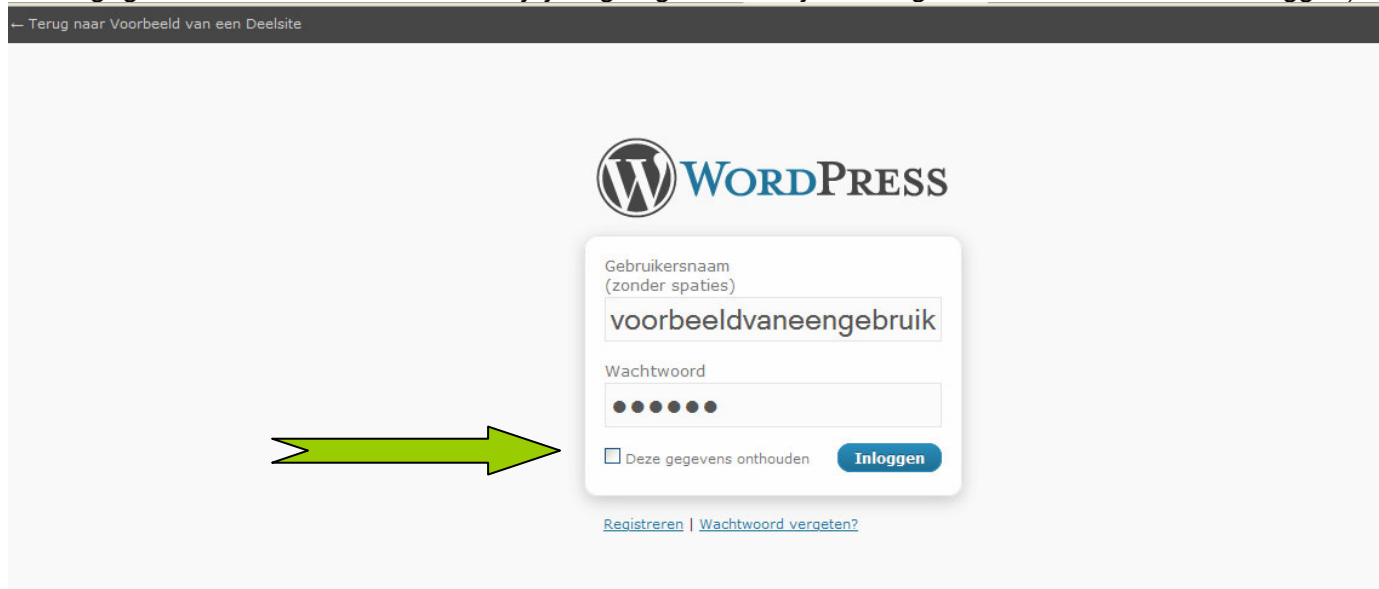 ← Terug naar Voorbeeld van een Deelsite
WORDPRESS
Gebruikersnaam
(zonder spaties)
voorbeeldvaneengebruik
Wachtwoord
●●●●●●
Deze gegevens onthouden
Inloggen
Registreren | Wachtwoord vergeten?